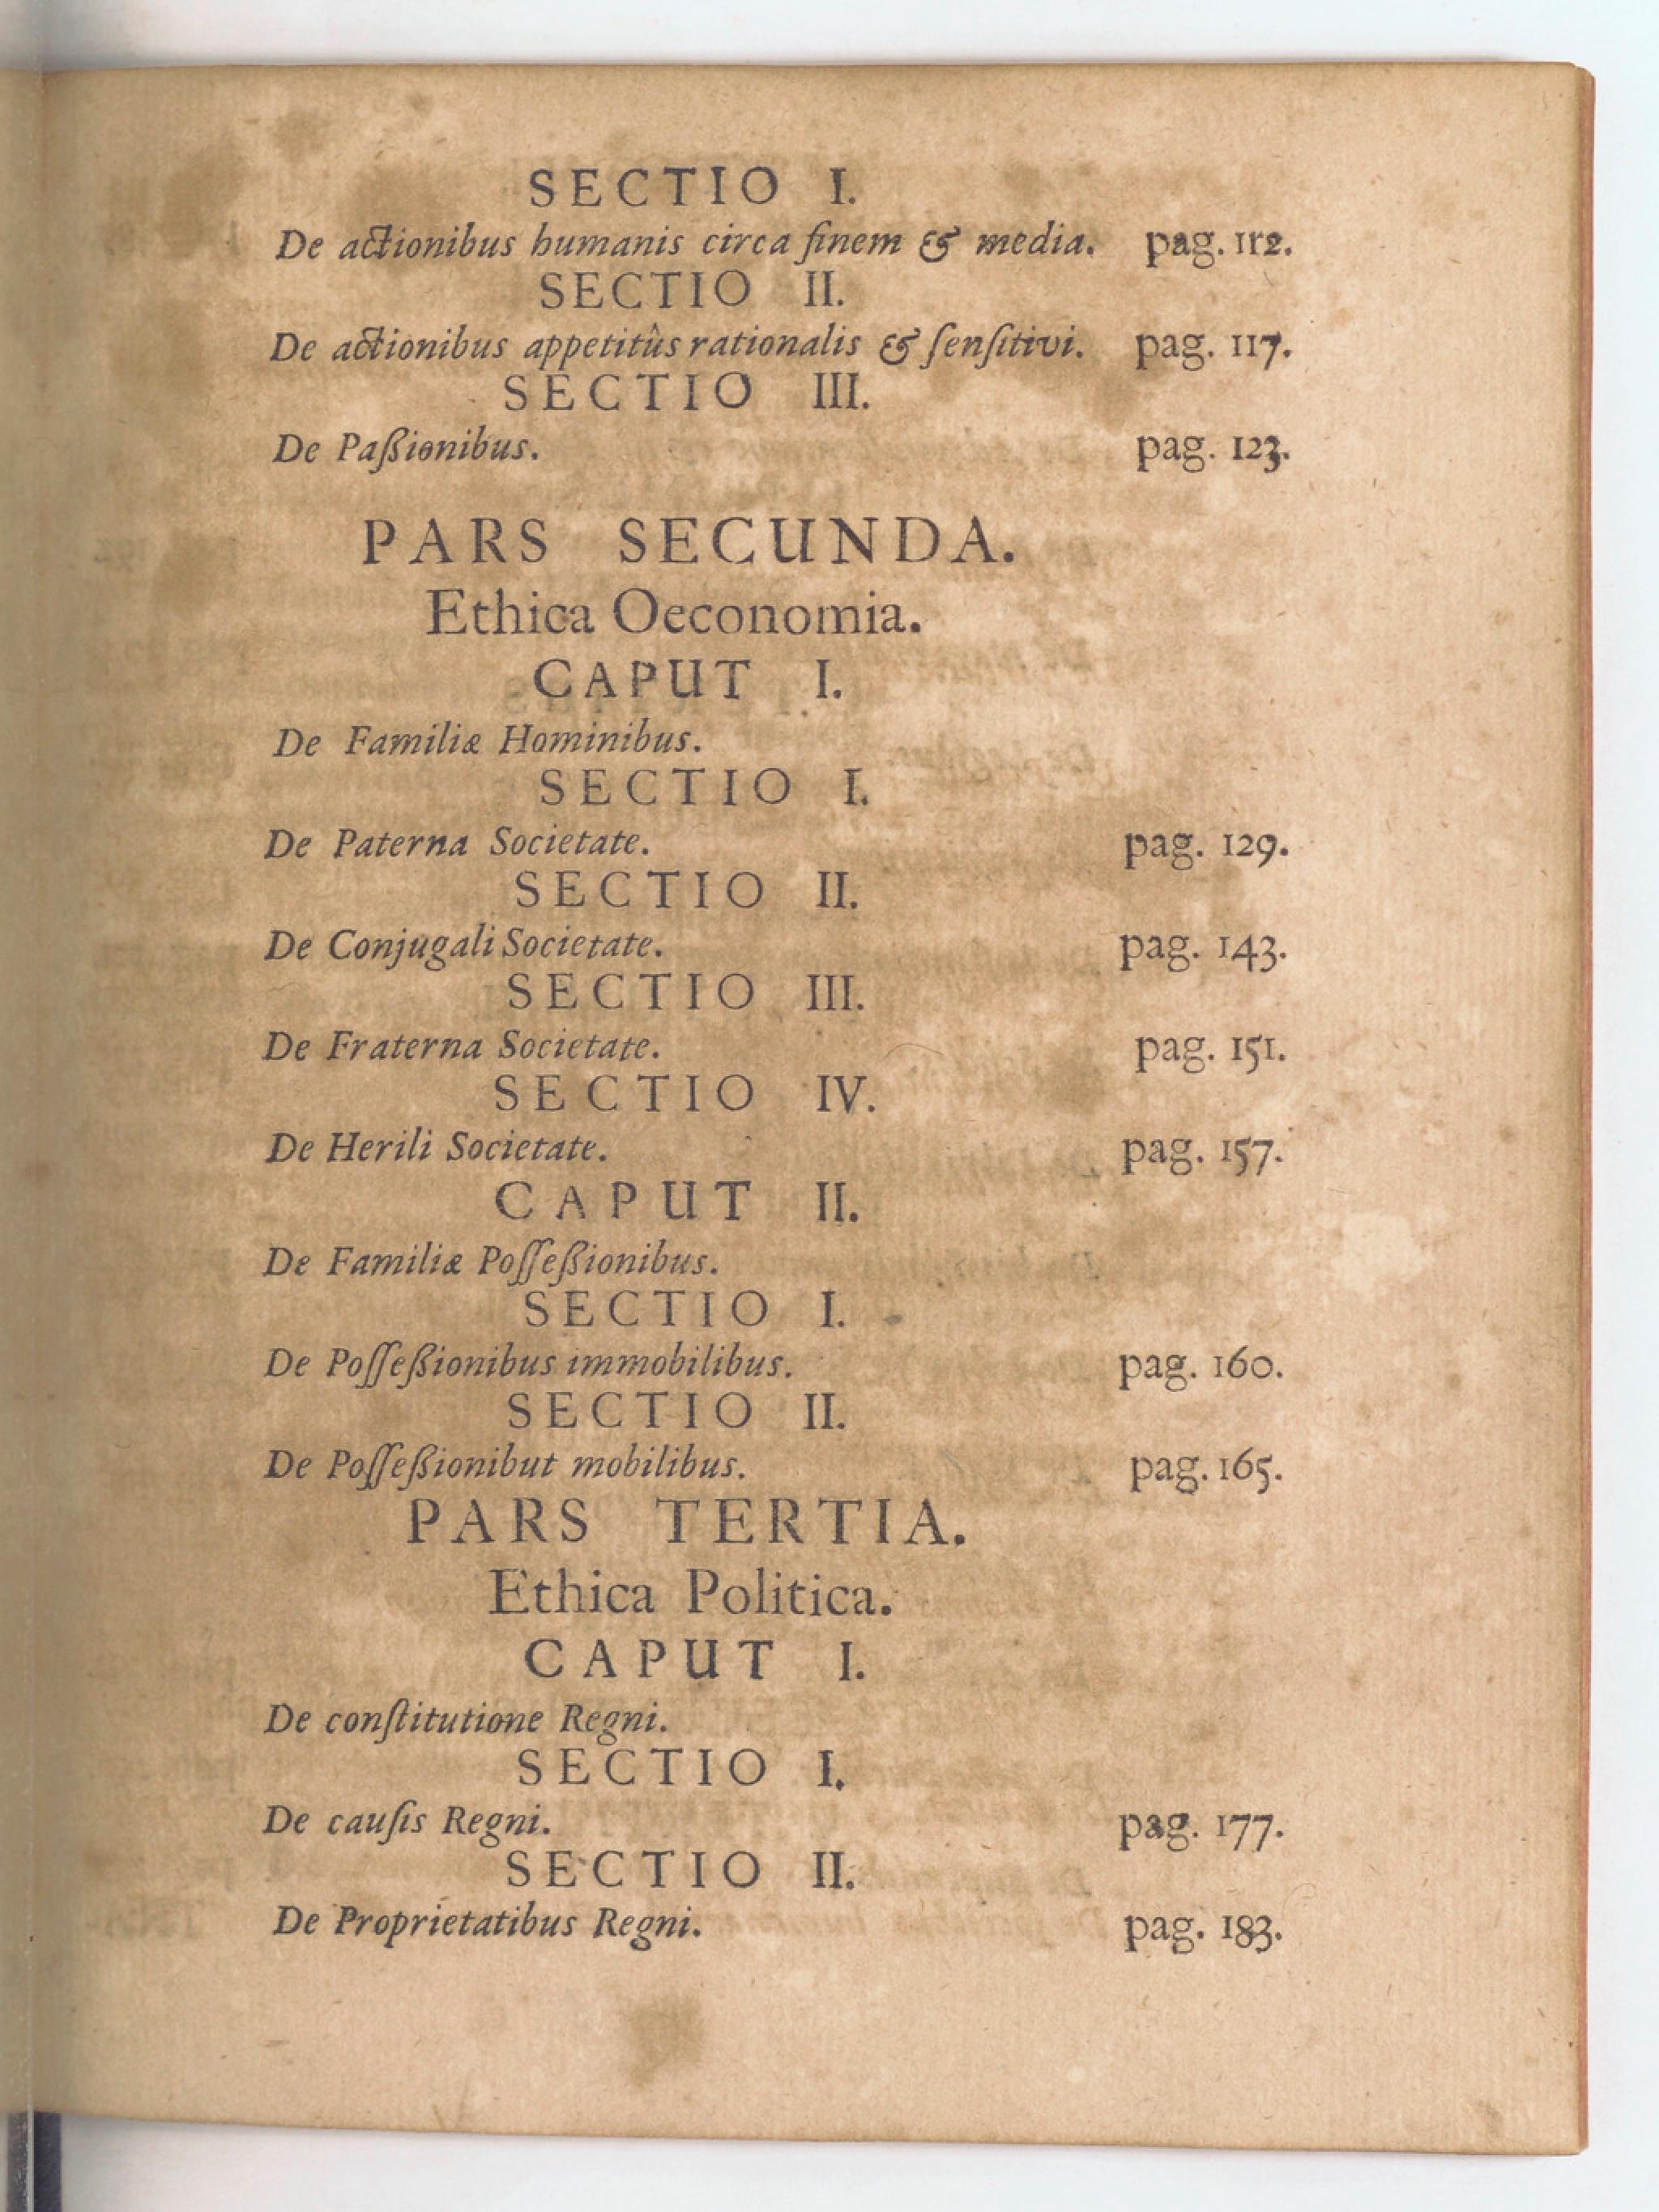 SECTIO I.
De actionibus humanis circa finem & media. pag. 112.
SECTIO II.
De actionibus appetitûs rationalis & ſenſitivi. pag. 117.
SECTIO III.
De Paßionibus. pag. 123.
PARS SECUNDA.
Ethica Oeconomia.
CAPUT I.
De Familiæ Hominibus.
SECTIO I.
De Paterna Societate. pag. 129.
SECTIO II.
De Conjugali Societate. pag. 143.
SECTIO III.
De Fraterna Societate. pag. 151.
SECTIO IV.
De Herili Societate. pag. 157.
CAPUT II.
De Familiæ Poſſeßionibus.
SECTIO I.
De Poſſeßionibus immobilibus. pag. 160.
SECTIO II.
De Poſſeßionibut mobilibus. pag. 165.
PARS TERTIA.
Ethica Politica.
CAPUT I.
De conſtitutione Regni.
SECTIO I.
De cauſis Regni. pag. 177.
SECTIO II.
De Proprietatibus Regni. pag. 183.